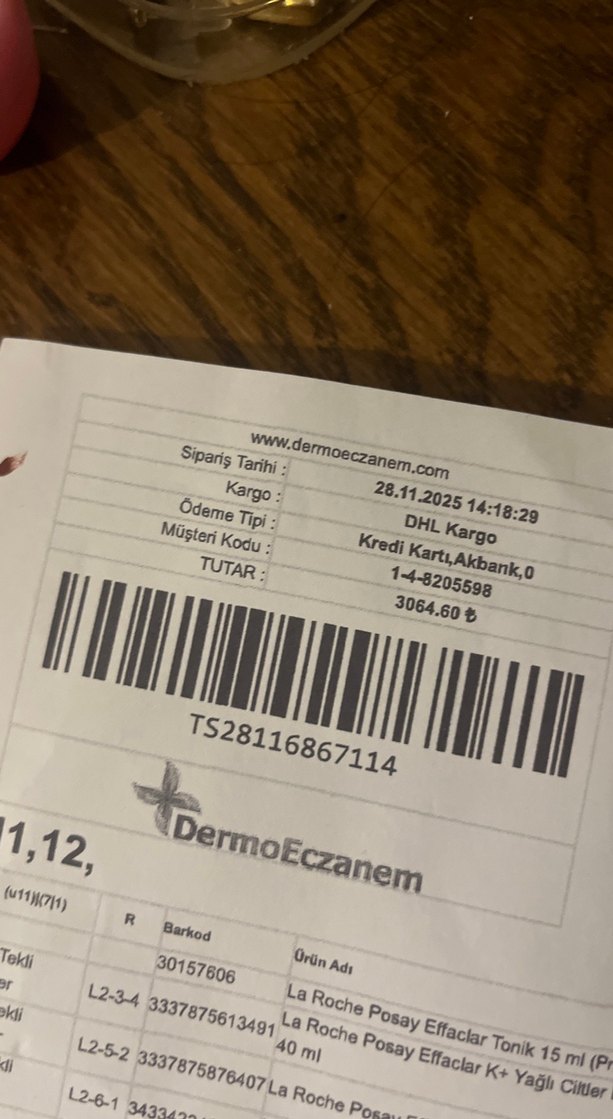 www.dermoeczanem.com
Sipariş Tarihi : 28.11.2025 14:18:29
Kargo : DHL Kargo
Ödeme Tipi : Kredi Kartı,Akbank,0
Müşteri Kodu : 1-4-8205598
TUTAR : 3064.60 ₺
TS28116867114
DermoEczanem
1,12,
(u11)|(7|1) R Barkod Ürün Adı
Tekli 30157606 La Roche Posay Effaclar Tonik 15 ml (Pr
L2-3-4 3337875613491 La Roche Posay Effaclar K+ Yağlı Ciltler
40 ml
L2-5-2 3337875876407 La Roche Posay
L2-6-1